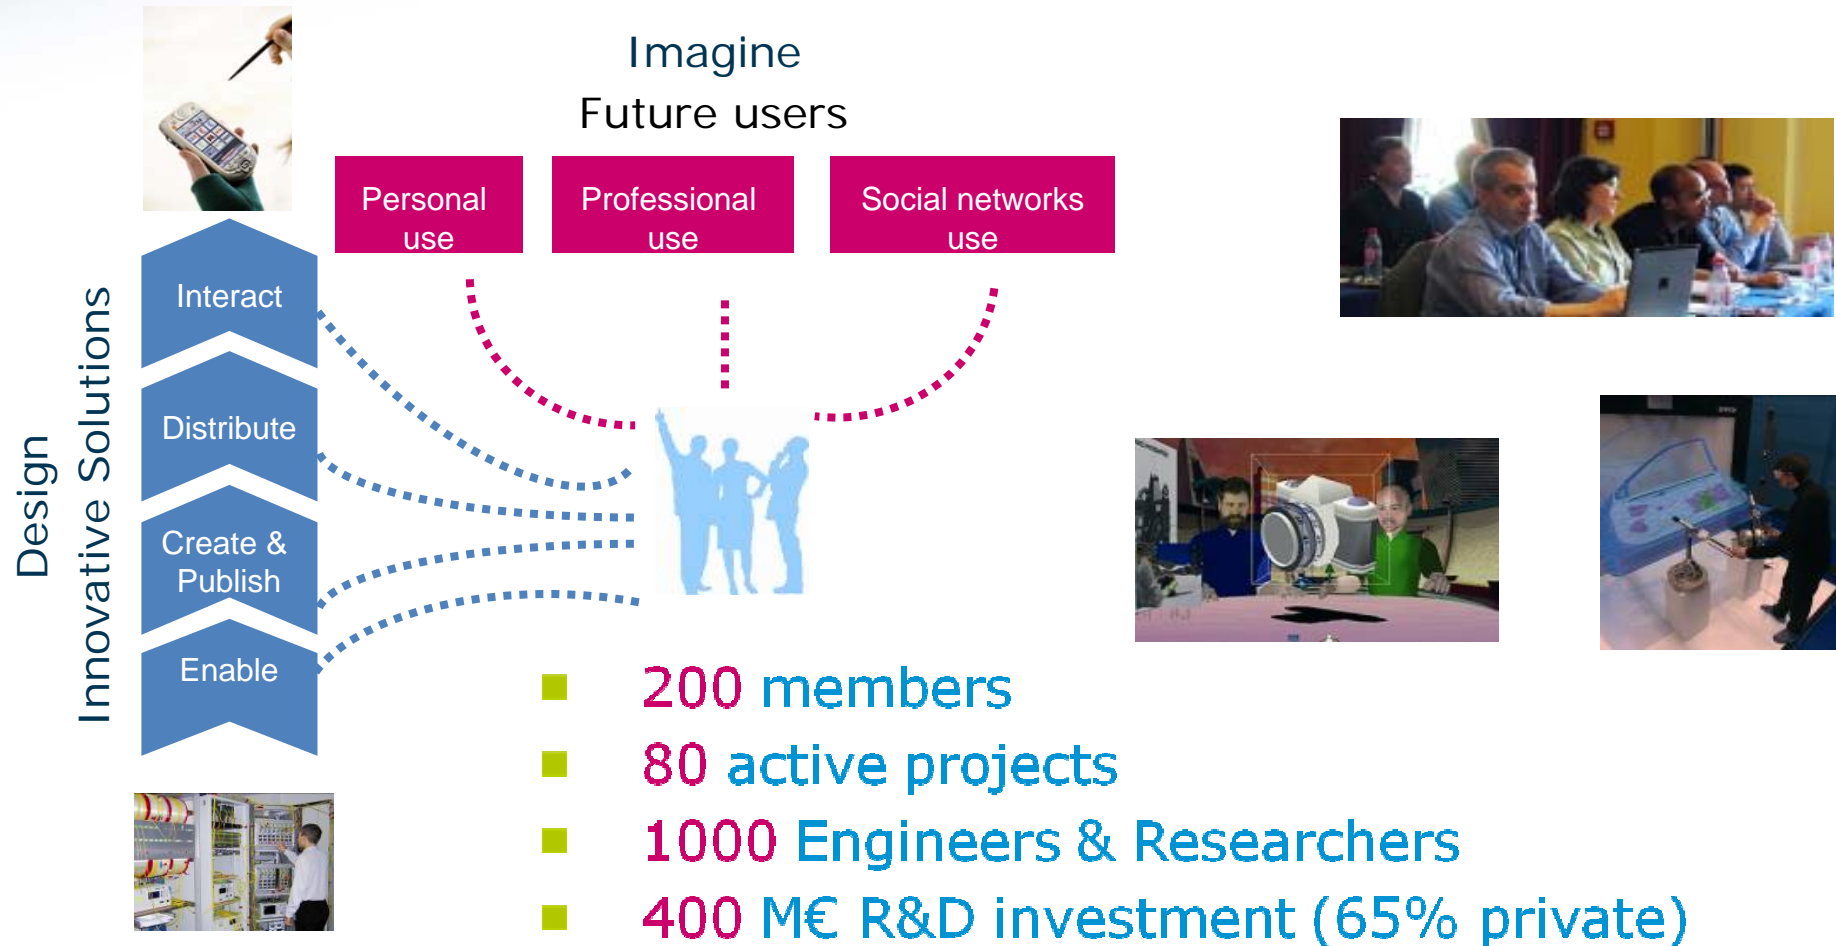 Imagine
Future users
Personal
use
Professional
use
Social networks
use
Design
Innovative Solutions
Interact
Distribute
Create &
Publish
Enable
200 members
80 active projects
1000 Engineers & Researchers
400 M€ R&D investment (65% private)